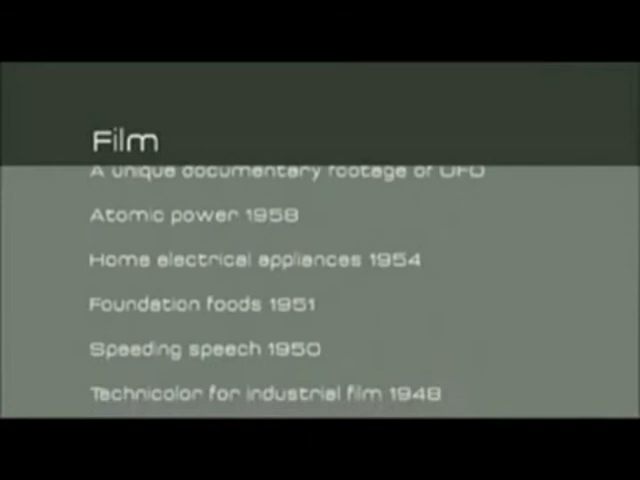 Film
A unique documentary footage of UFO
Atomic power 1958
Home electrical appliances 1954
Foundation foods 1951
Speeding speech 1950
Technicolor for industrial film 1948